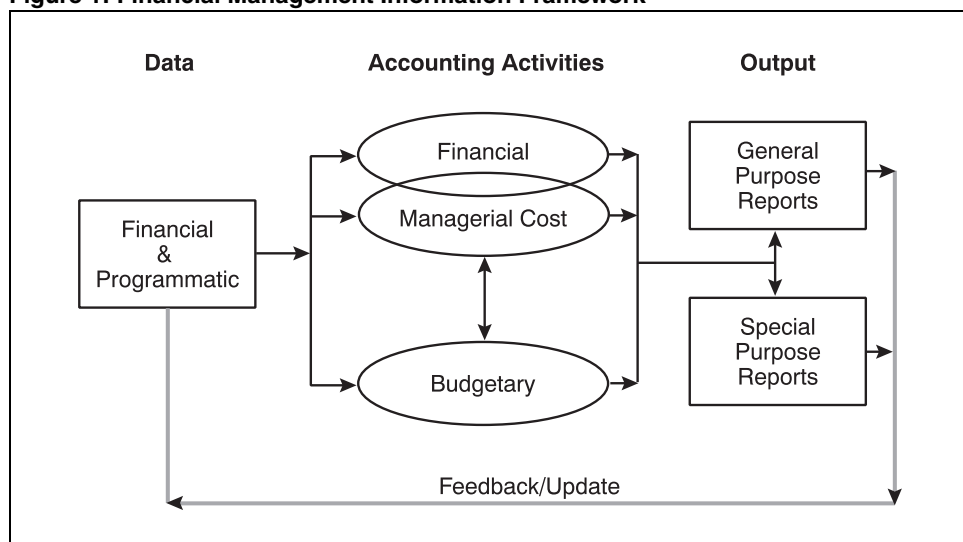 Figure 1. Financial Management Information Framework
Data
Accounting Activities
Output
Financial
&
Programmatic
Financial
Managerial Cost
Budgetary
General
Purpose
Reports
Special
Purpose
Reports
Feedback/Update